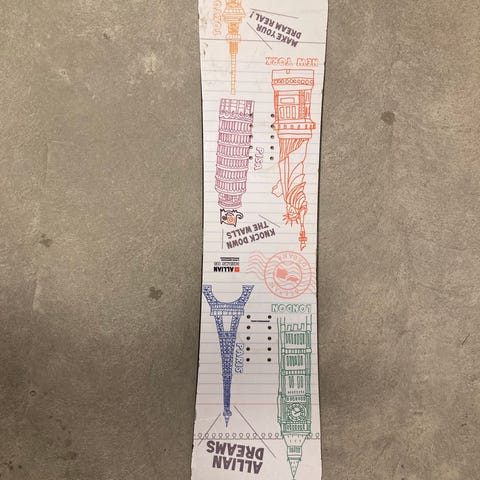 ALLIAN
DREAMS
PARIS
LONDON
ALLIAN
KNOCK DOWN
THE WALLS
PISA
NEW YORK
MAKE YOUR
DREAM REAL!